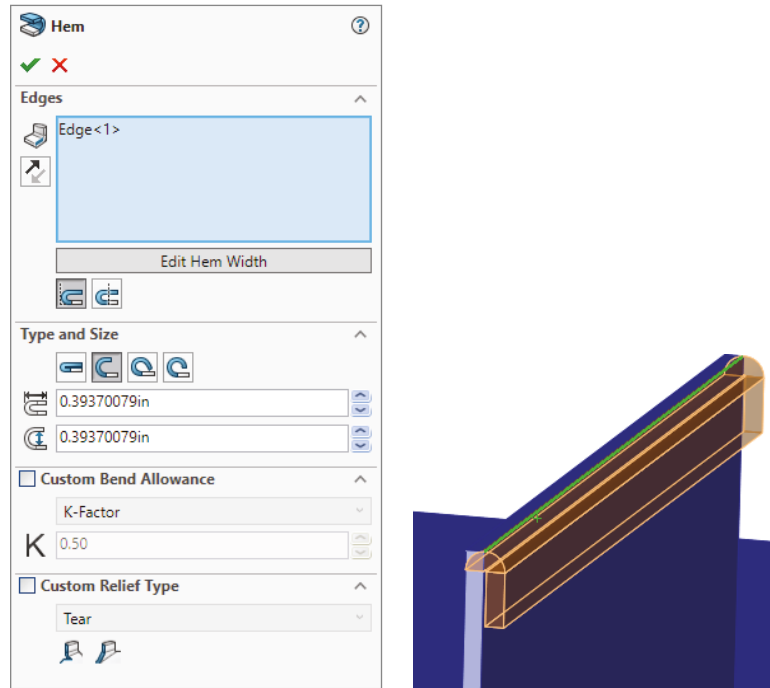 Hem
Edges
Edge<1>
Edit Hem Width
Type and Size
0.39370079in
0.39370079in
Custom Bend Allowance
K-Factor
K 0.50
Custom Relief Type
Tear